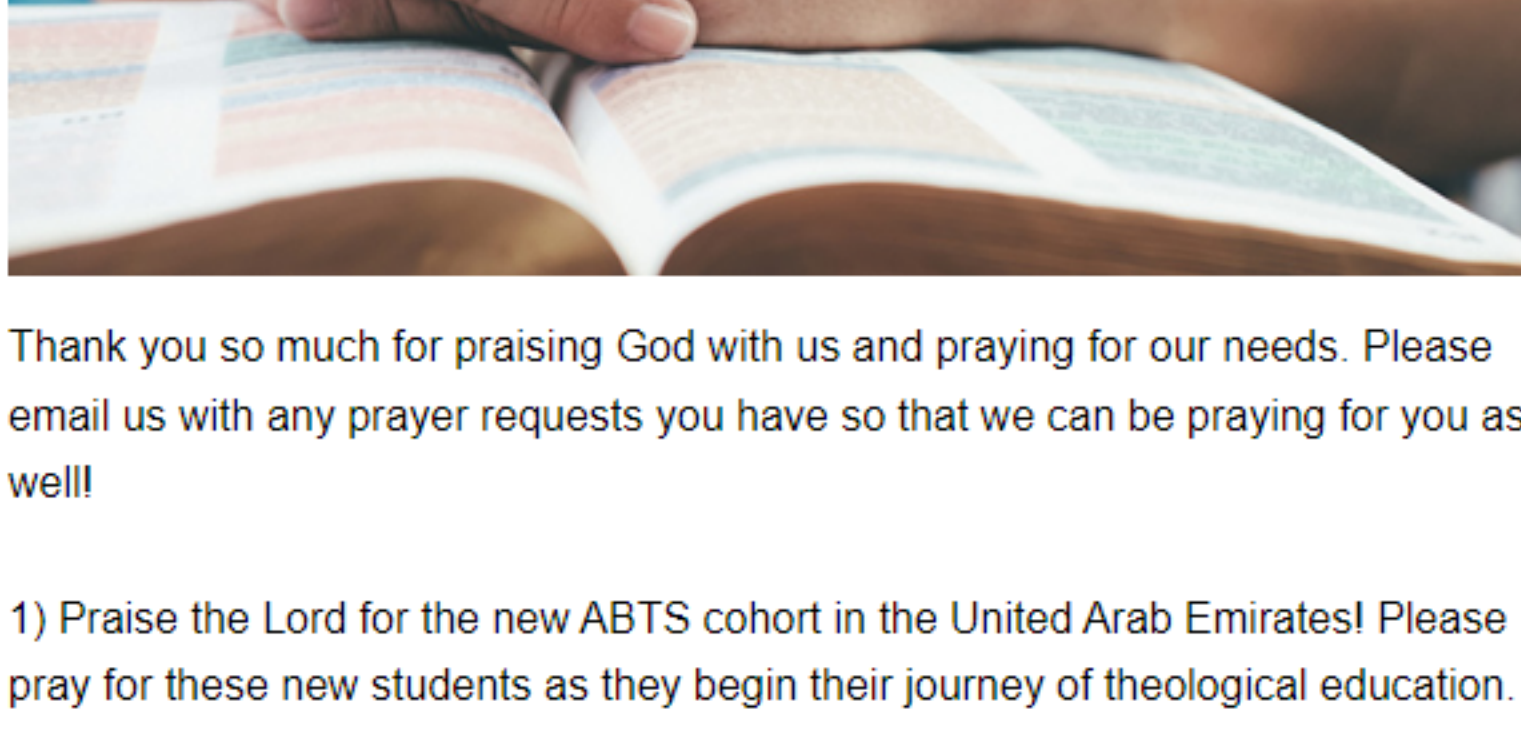 Thank you so much for praising God with us and praying for our needs. Please
email us with any prayer requests you have so that we can be praying for you as
well!
1) Praise the Lord for the new ABTS cohort in the United Arab Emirates! Please
pray for these new students as they begin their journey of theological education.